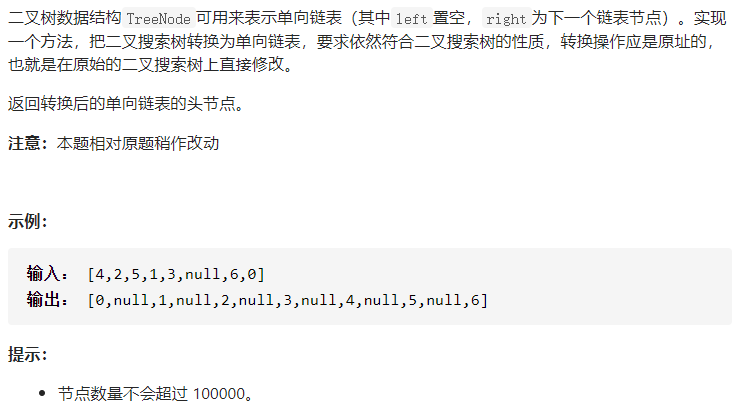 二叉树数据结构 TreeNode 可用来表示单向链表（其中 left 置空，right 为下一个链表节点）。实现
一个方法，把二叉搜索树转换为单向链表，要求依然符合二叉搜索树的性质，转换操作应是原址的，
也就是在原始的二叉搜索树上直接修改。
返回转换后的单向链表的头节点。
注意：本题相对原题稍作改动
示例：
输入： [4,2,5,1,3,null,6,0]
输出： [0,null,1,null,2,null,3,null,4,null,5,null,6]
提示：
• 节点数量不会超过 100000。